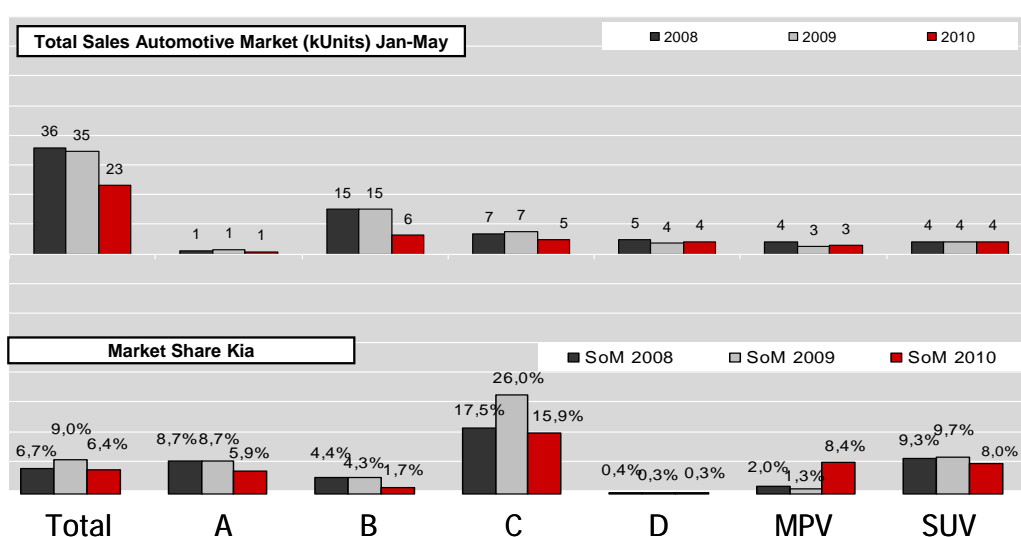 Total Sales Automotive Market (kUnits) Jan-May
2008 2009 2010
36 35 23
1 1 1
15 15 6
7 7 5
5 4 4
4 3 3
4 4 4
Market Share Kia
SoM 2008 SoM 2009 SoM 2010
6,7% 9,0% 6,4%
8,7% 8,7% 5,9%
4,4% 4,3% 1,7%
17,5% 26,0% 15,9%
0,4% 0,3% 0,3%
2,0% 1,3% 8,4%
9,3% 9,7% 8,0%
Total A B C D MPV SUV